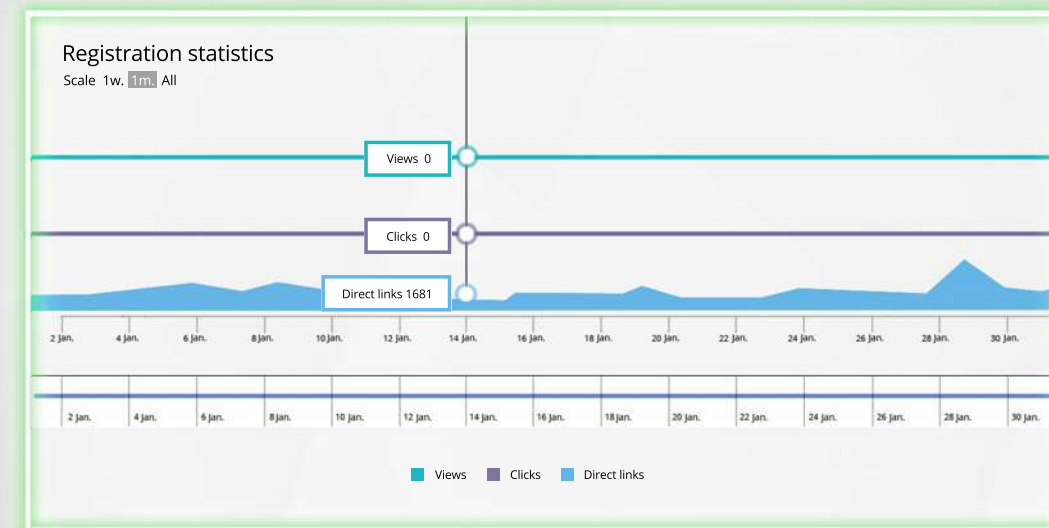 Registration statistics
Scale 1w. 1m. All
Views 0
Clicks 0
Direct links 1681
2 Jan. 4 Jan. 6 Jan. 8 Jan. 10 Jan. 12 Jan. 14 Jan. 16 Jan. 18 Jan. 20 Jan. 22 Jan. 24 Jan. 26 Jan. 28 Jan. 30 Jan.
2 Jan. 4 Jan. 6 Jan. 8 Jan. 10 Jan. 12 Jan. 14 Jan. 16 Jan. 18 Jan. 20 Jan. 22 Jan. 24 Jan. 26 Jan. 28 Jan. 30 Jan.
Views Clicks Direct links